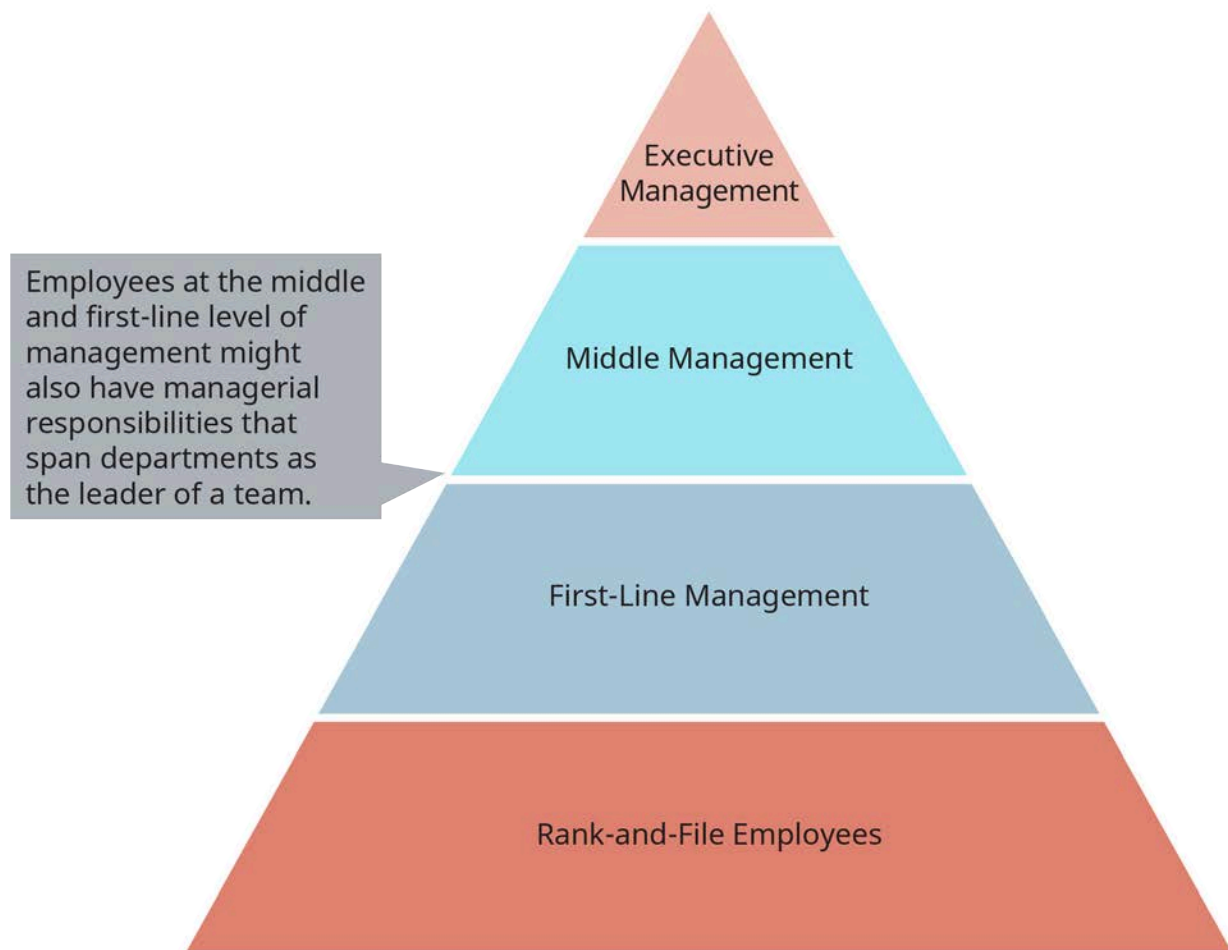 Executive
Management
Employees at the middle
and first-line level of
management might
also have managerial
responsibilities that
span departments as
the leader of a team.
Middle Management
First-Line Management
Rank-and-File Employees